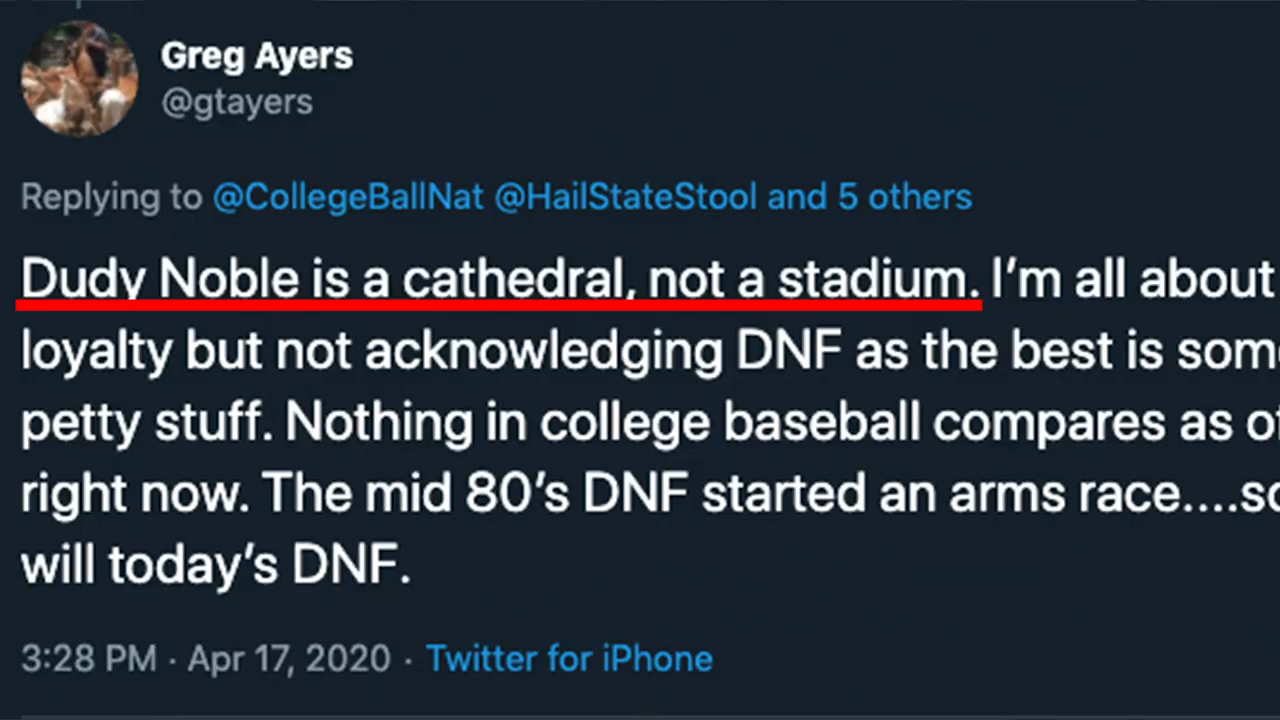 Greg Ayers
@gtayers
Replying to @CollegeBallNat @HailStateStool and 5 others
Dudy Noble is a cathedral, not a stadium. I’m all about
loyalty but not acknowledging DNF as the best is
petty stuff. Nothing in college baseball compares as
right now. The mid 80’s DNF started an arms race....
will today’s DNF.
3:28 PM · Apr 17, 2020 · Twitter for iPhone